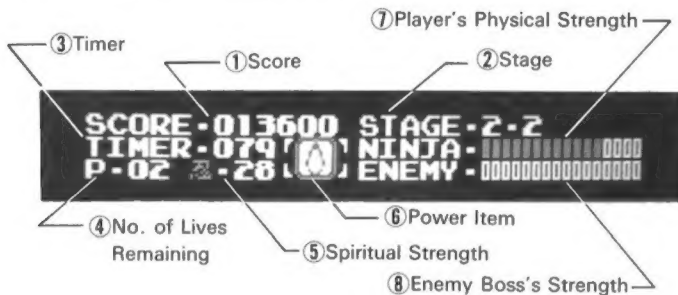 ⑦Player's Physical Strength
③Timer
①Score
②Stage
SCORE-013600 STAGE-2-2
TIMER-079 NINJA-
P-02 -28 ENEMY-
④No. of Lives
Remaining
⑥Power Item
⑤Spiritual Strength
⑧Enemy Boss's Strength